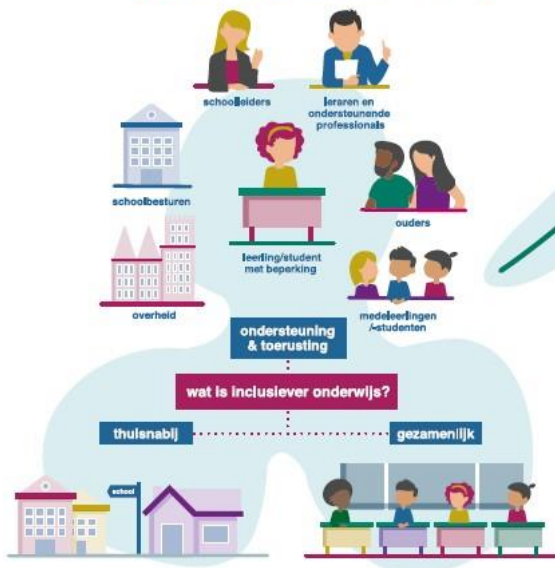 schoolleiders
leraren en
ondersteunende
professionals
schoolbesturen
ouders
leerling/student
met beperking
overheid
medeleerlingen
/-studenten
ondersteuning
& toerusting
wat is inclusiever onderwijs?
thuisnabij
gezamenlijk
school